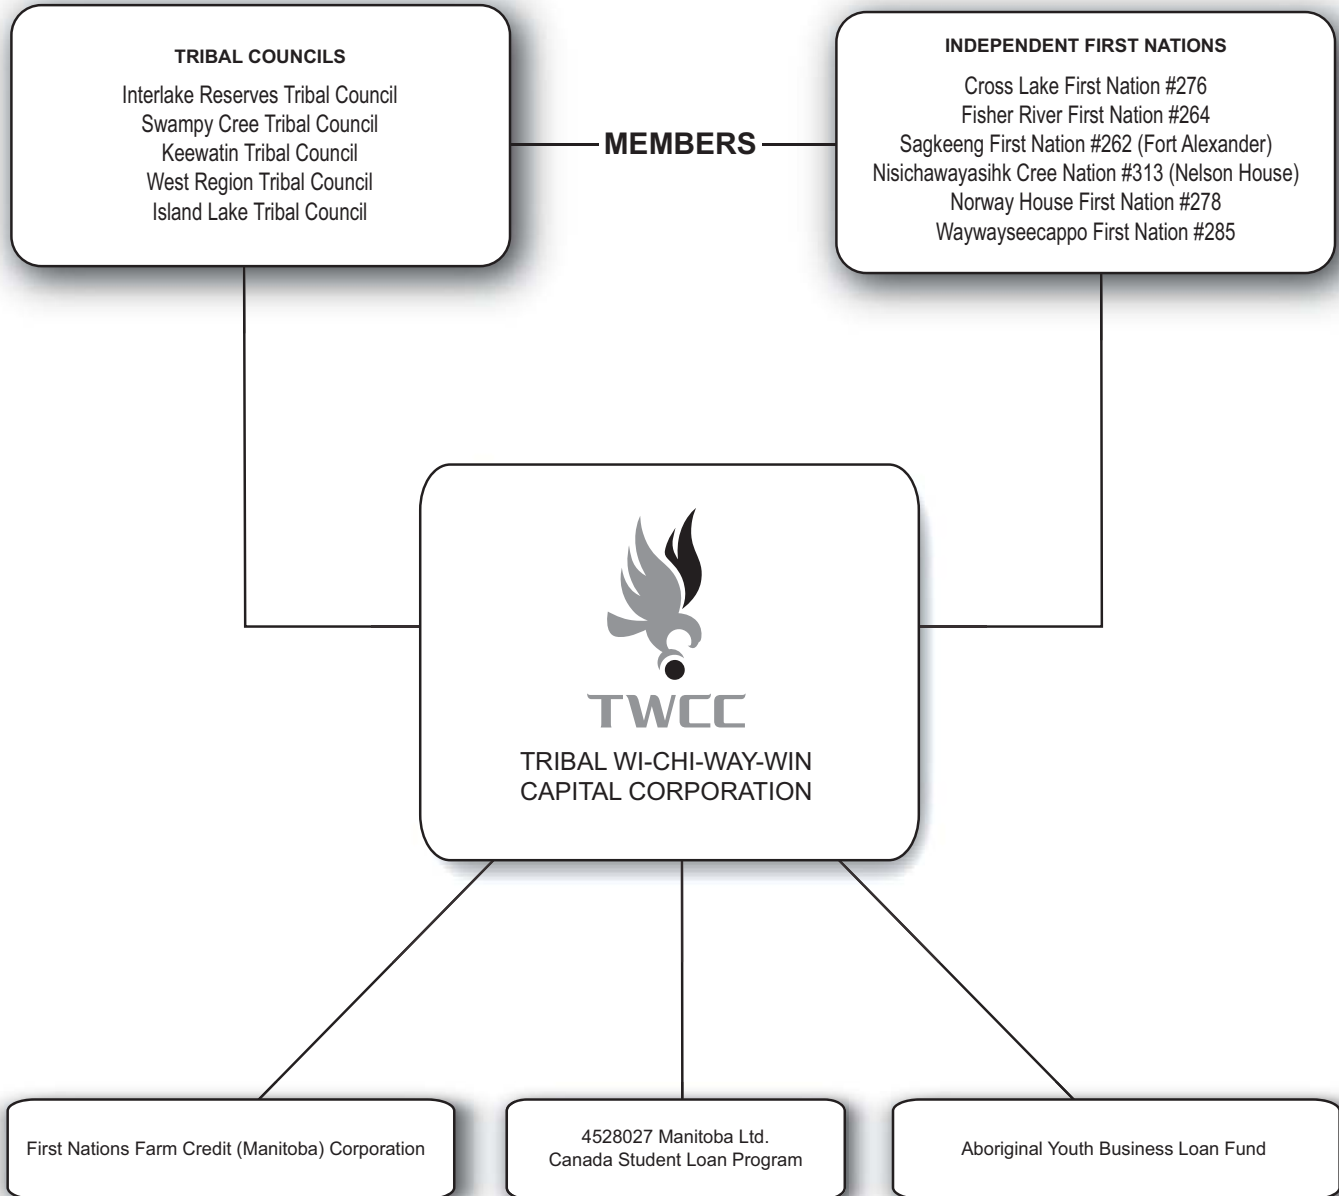 TRIBAL COUNCILS
Interlake Reserves Tribal Council
Swampy Cree Tribal Council
Keewatin Tribal Council
West Region Tribal Council
Island Lake Tribal Council
MEMBERS
INDEPENDENT FIRST NATIONS
Cross Lake First Nation #276
Fisher River First Nation #264
Sagkeeng First Nation #262 (Fort Alexander)
Nisichawayasihk Cree Nation #313 (Nelson House)
Norway House First Nation #278
Waywayseecappo First Nation #285
TWCC
TRIBAL WI-CHI-WAY-WIN
CAPITAL CORPORATION
First Nations Farm Credit (Manitoba) Corporation
4528027 Manitoba Ltd.
Canada Student Loan Program
Aboriginal Youth Business Loan Fund